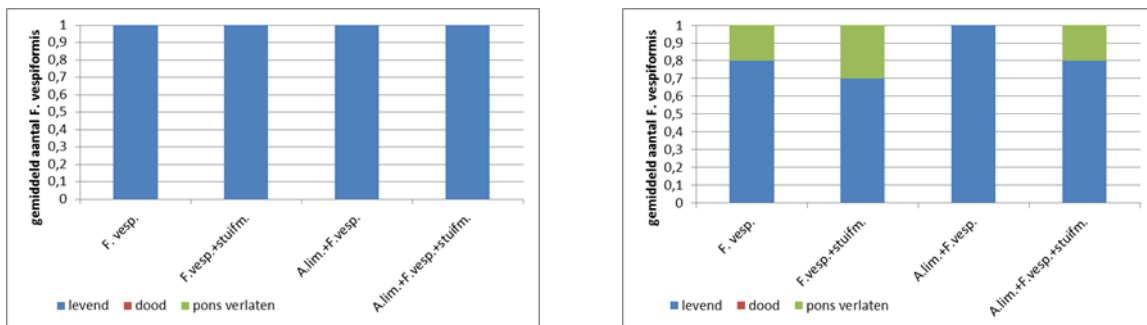 gemiddeld aantal F. vespiformis
1
0,9
0,8
0,7
0,6
0,5
0,4
0,3
0,2
0,1
0
F. vesp.
F.vesp.+stuifm.
A.lim.+F.vesp.
A.lim.+F.vesp.+stuifm.
levend dood pons verlaten
gemiddeld aantal F. vespiformis
1
0,9
0,8
0,7
0,6
0,5
0,4
0,3
0,2
0,1
0
F. vesp.
F.vesp.+stuifm.
A.lim.+F.vesp.
A.lim.+F.vesp.+stuifm.
levend dood pons verlaten